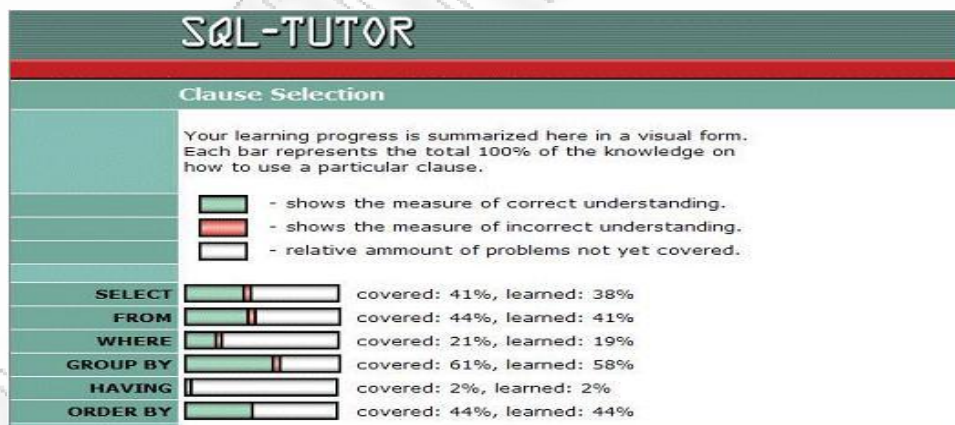 SQL-TUTOR
Clause Selection
Your learning progress is summarized here in a visual form.
Each bar represents the total 100% of the knowledge on
how to use a particular clause.
- shows the measure of correct understanding.
- shows the measure of incorrect understanding.
- relative ammount of problems not yet covered.
SELECT covered: 41%, learned: 38%
FROM covered: 44%, learned: 41%
WHERE covered: 21%, learned: 19%
GROUP BY covered: 61%, learned: 58%
HAVING covered: 2%, learned: 2%
ORDER BY covered: 44%, learned: 44%